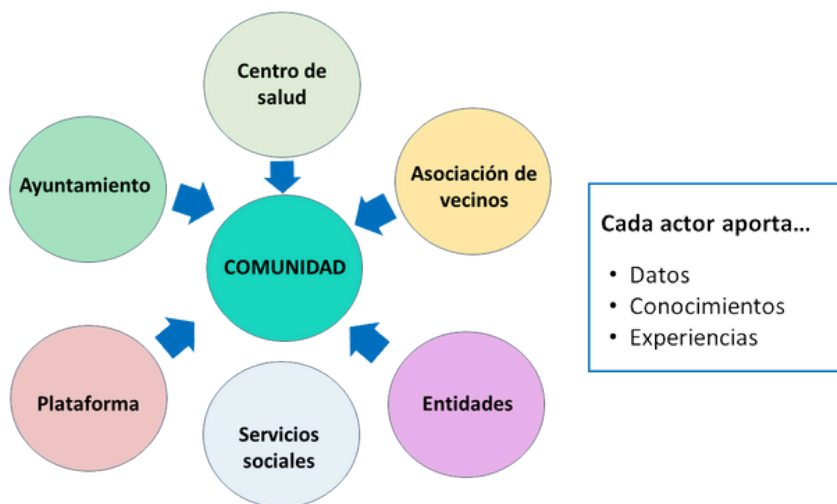 Centro de
salud
Ayuntamiento
Asociación de
vecinos
COMUNIDAD
Plataforma
Servicios
sociales
Entidades
Cada actor aporta...
• Datos
• Conocimientos
• Experiencias